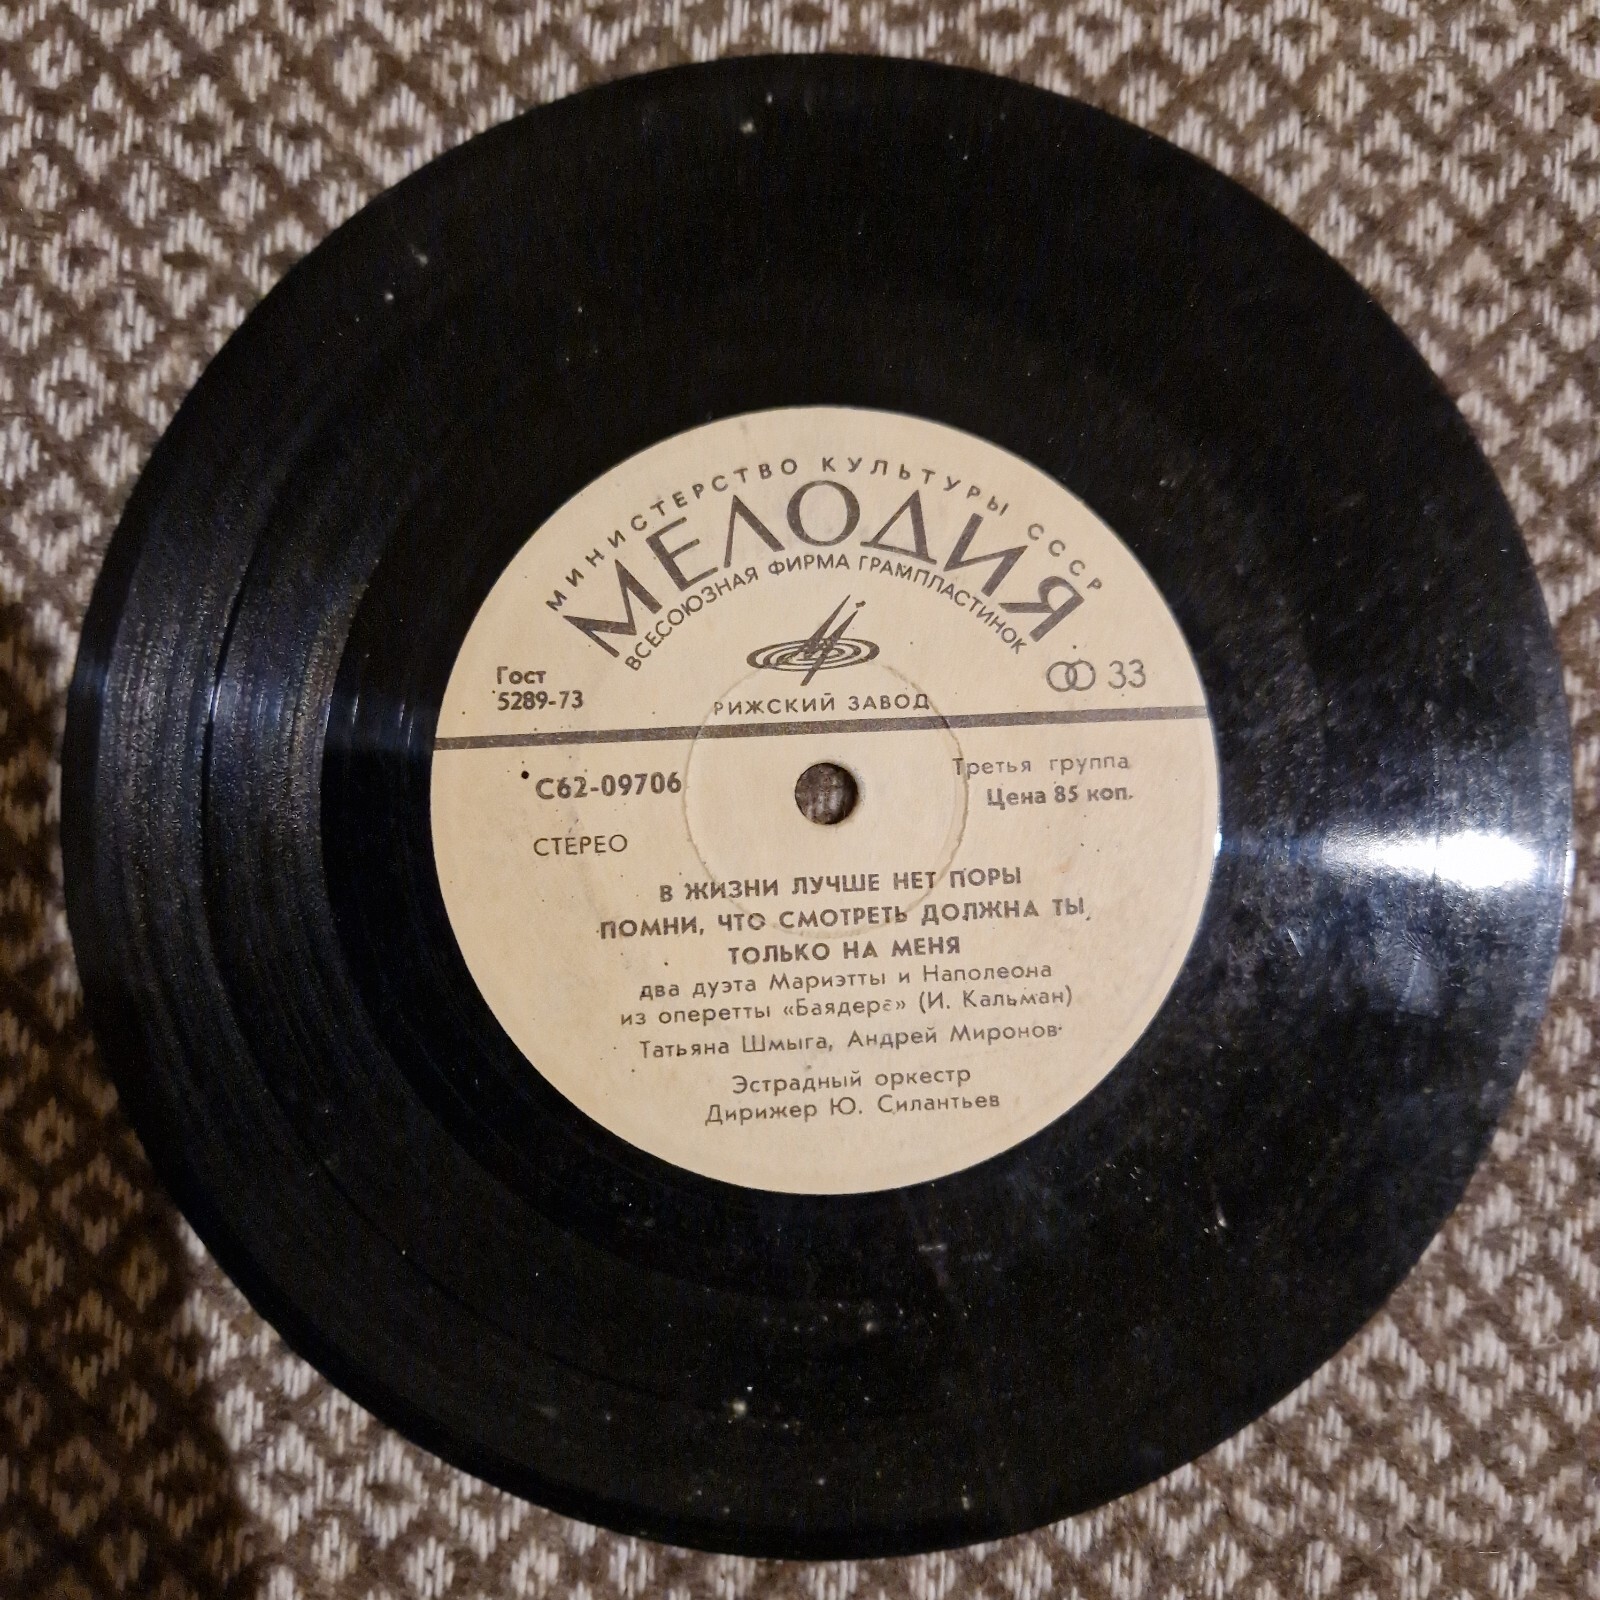 МИНИСТЕРСТВО КУЛЬТУРЫ СССР
МЕЛОДИЯ
ВСЕСОЮЗНАЯ ФИРМА ГРАМПЛАСТИНОК
Гост
5289-73
33
РИЖСКИЙ ЗАВОД
С62-09706
Третья группа
Цена 85 коп.
СТЕРЕО
В ЖИЗНИ ЛУЧШЕ НЕТ ПОРЫ
ПОМНИ, ЧТО СМОТРЕТЬ ДОЛЖНА ТЫ
ТОЛЬКО НА МЕНЯ
два дуэта Мариэтты и Наполеона
из оперетты «Баядера» (И. Кальман)
Татьяна Шмыга, Андрей Миронов
Эстрадный оркестр
Дирижер Ю. Силантьев